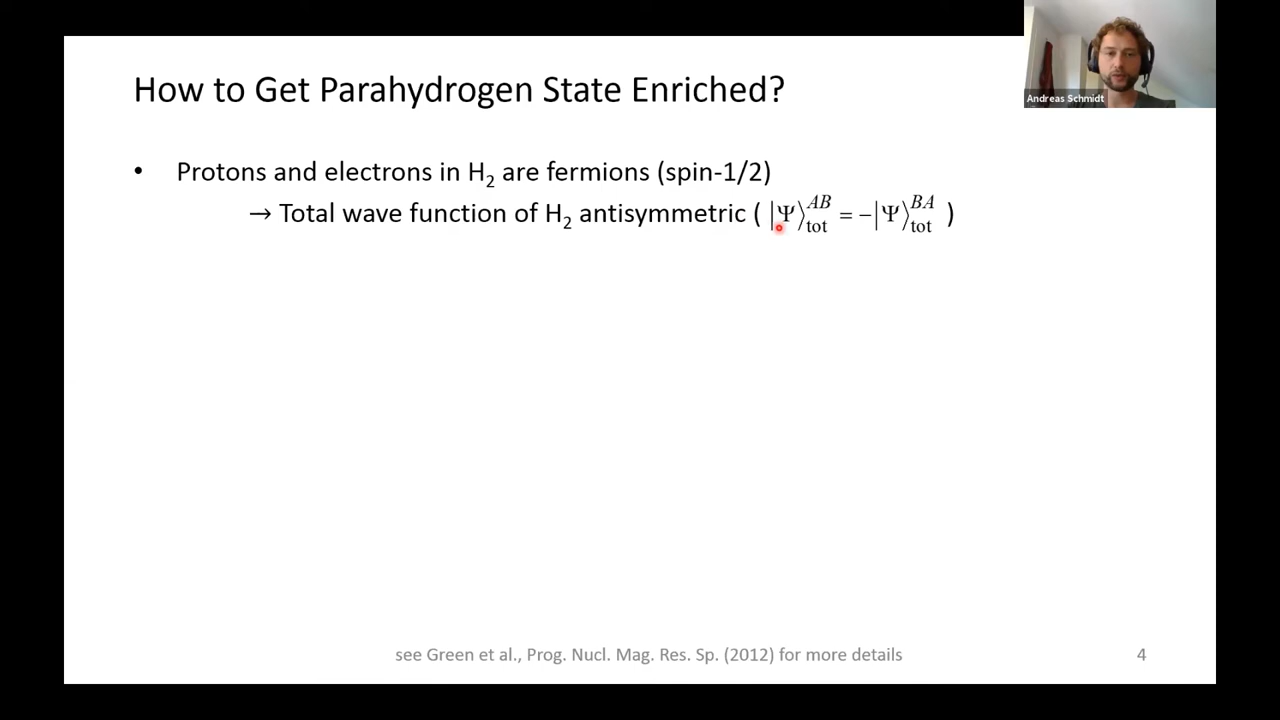 Andreas Schmidt
How to Get Parahydrogen State Enriched?
• Protons and electrons in H₂ are fermions (spin-1/2)
→ Total wave function of H₂ antisymmetric ( |Ψ⟩ᴬᴮ_tot = −|Ψ⟩ᴮᴬ_tot )
see Green et al., Prog. Nucl. Mag. Res. Sp. (2012) for more details
4